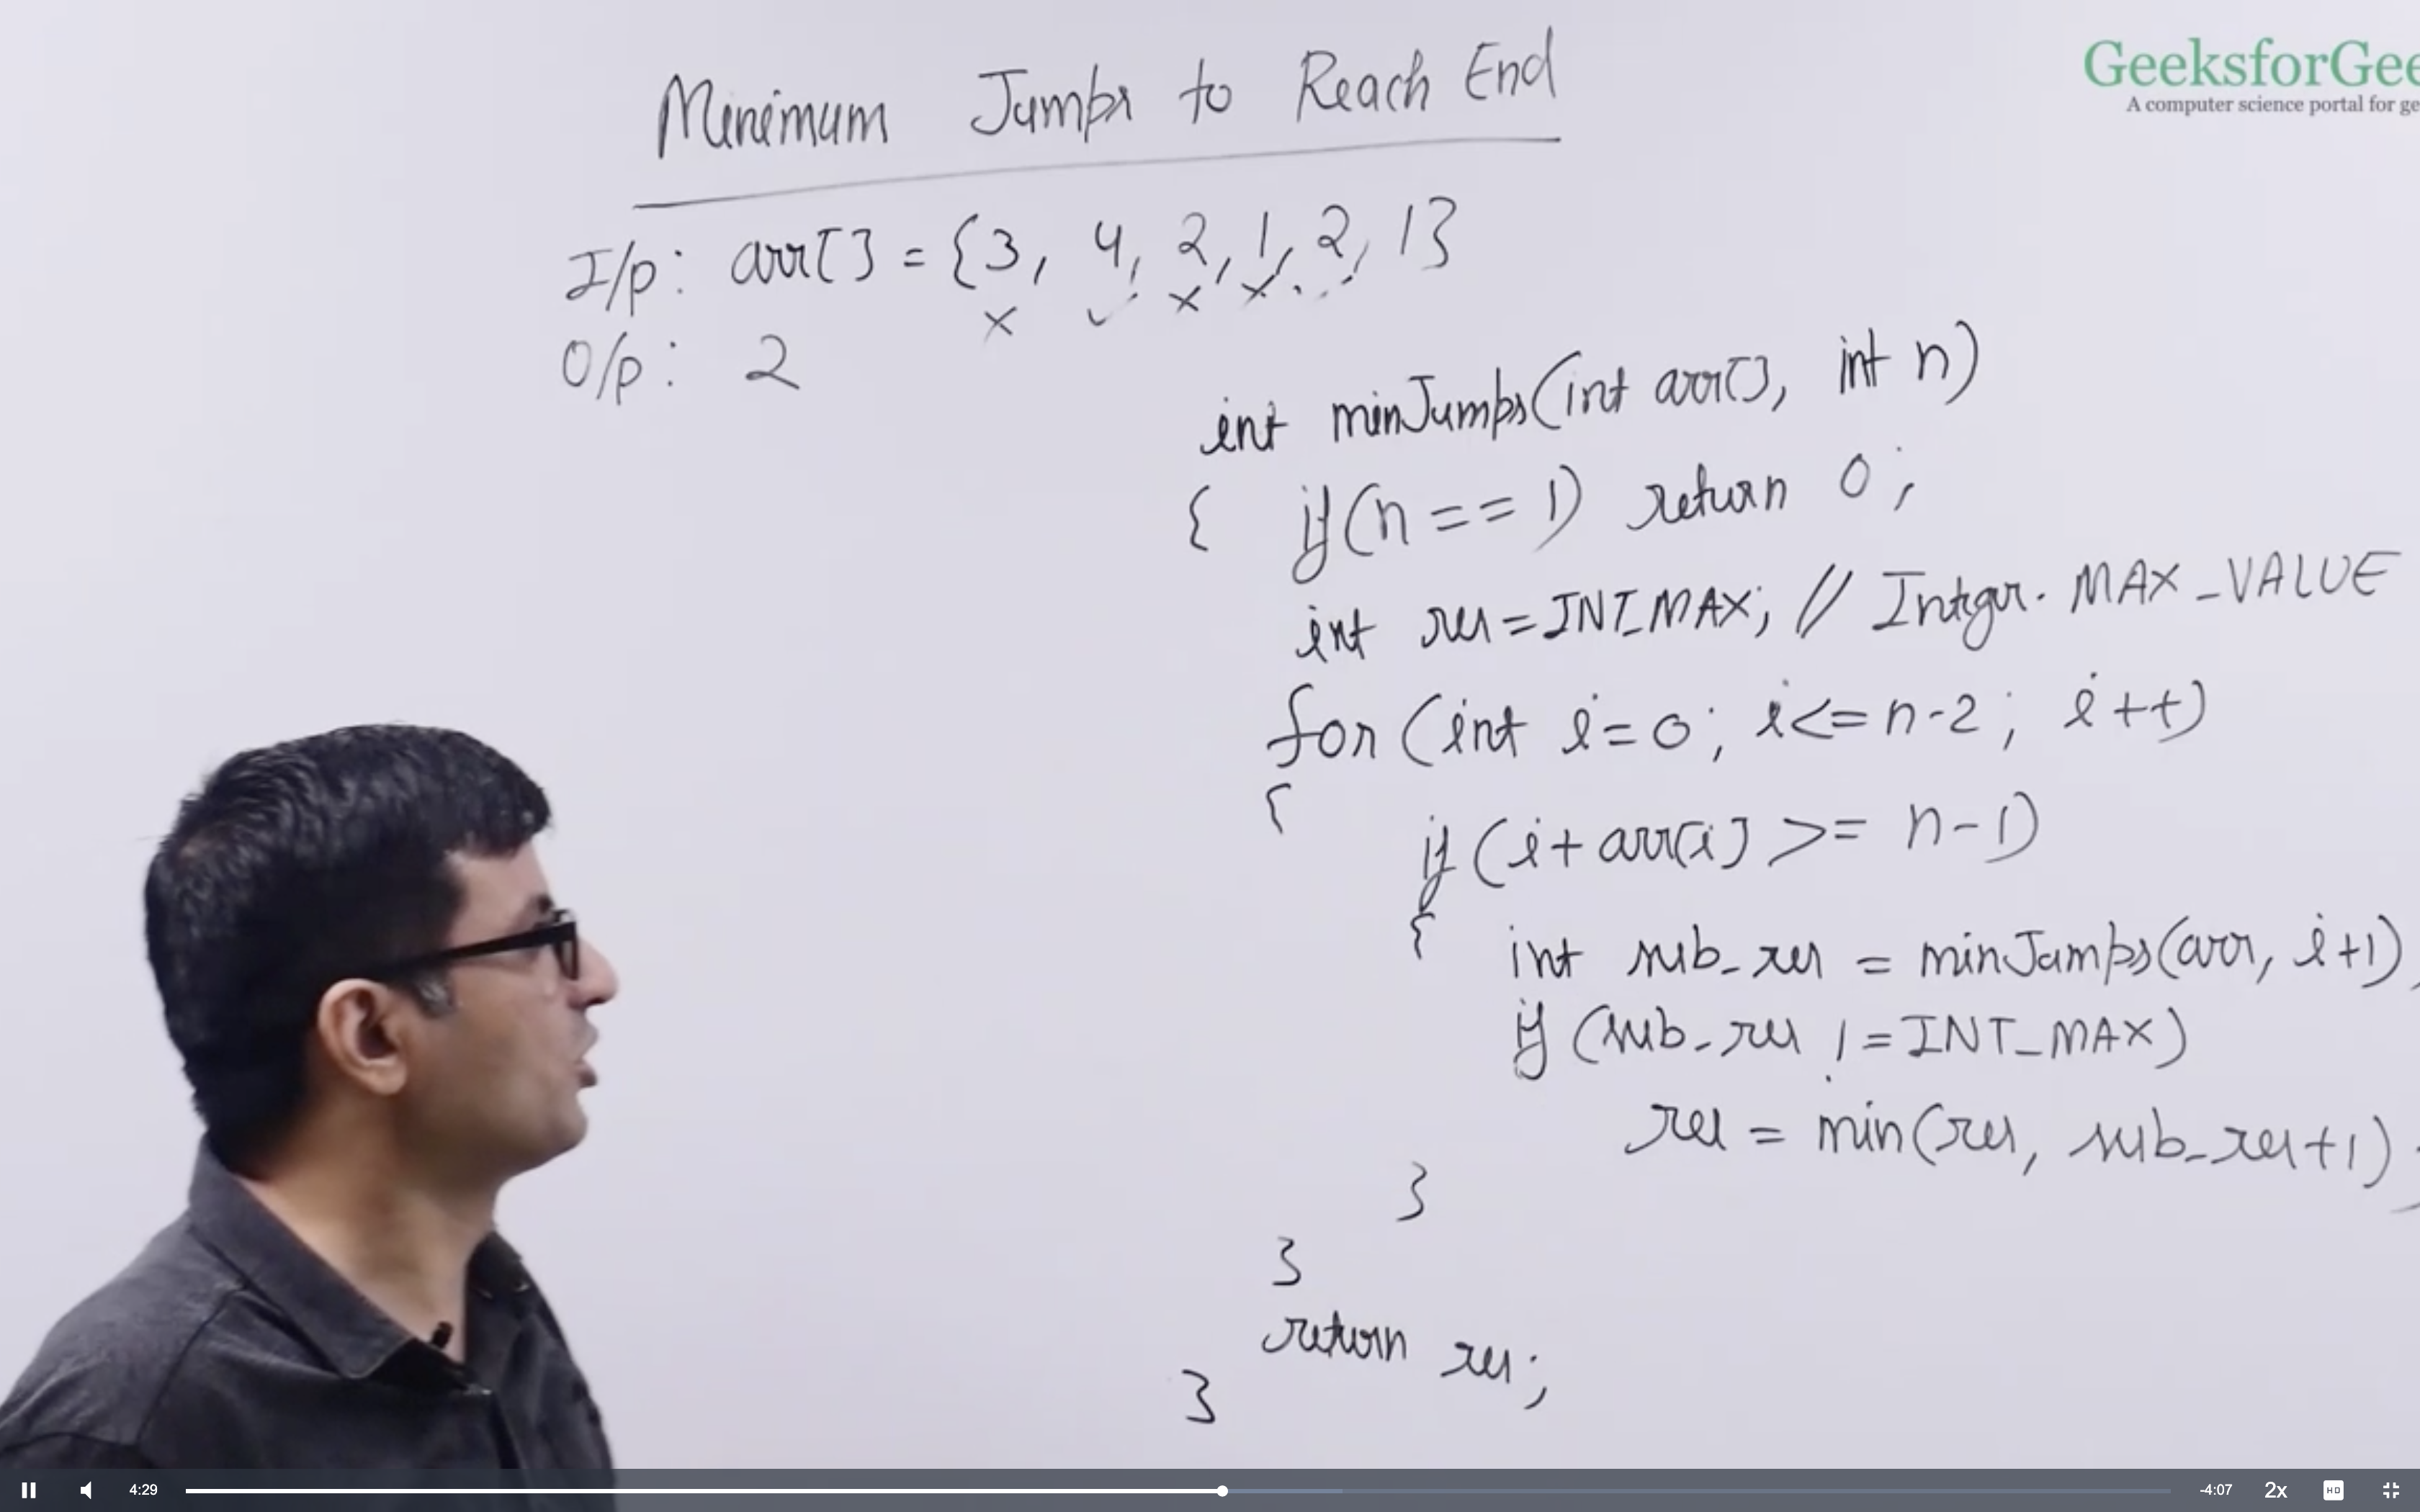 GeeksforGee
A computer science portal for ge
Minimum Jumps to Reach End
I/p: arr[] = {3, 4, 2, 1, 2, 1}
O/p: 2
int minJumps(int arr[], int n)
{ if(n == 1) return 0;
int res=INT_MAX; // Integer.MAX_VALUE
for (int i=0; i<=n-2; i++)
{
if (i+arr[i] >= n-1)
{
int sub_res = minJumps(arr, i+1);
if (sub_res != INT_MAX)
res = min(res, sub_res+1);
}
}
return res;
}
4:29
-4:07
2x
HD